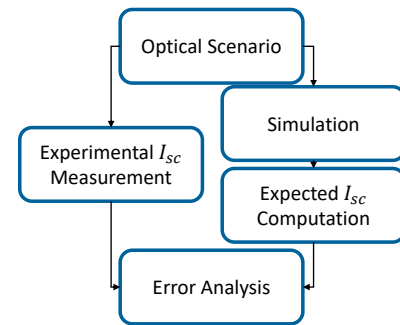 Optical Scenario
Simulation
Experimental I_sc
Measurement
Expected I_sc
Computation
Error Analysis